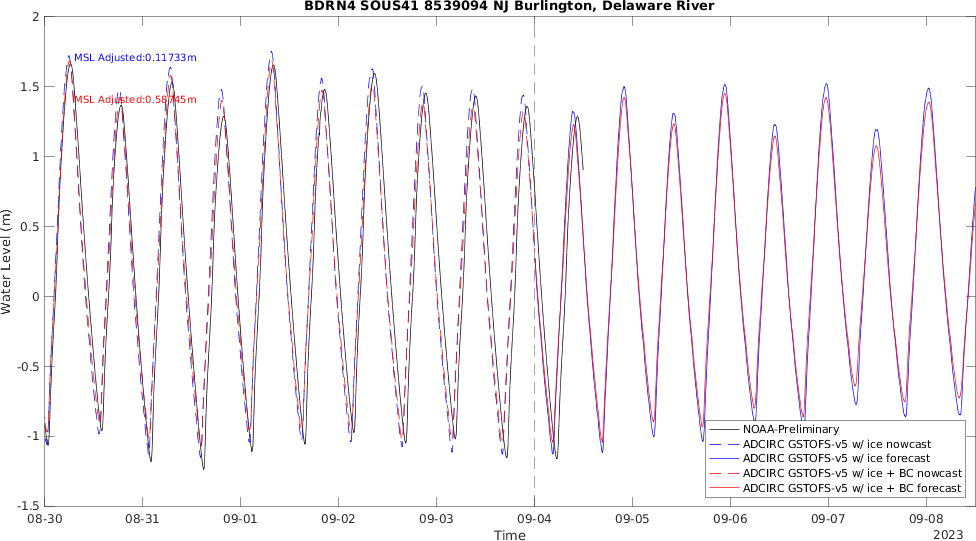 BDRN4 SOUS41 8539094 NJ Burlington, Delaware River
2
MSL Adjusted:0.11733m
1.5
MSL Adjusted:0.58745m
1
0.5
Water Level (m)
0
-0.5
-1
NOAA-Preliminary
ADCIRC GSTOFS-v5 w/ ice nowcast
ADCIRC GSTOFS-v5 w/ ice forecast
ADCIRC GSTOFS-v5 w/ ice + BC nowcast
ADCIRC GSTOFS-v5 w/ ice + BC forecast
-1.5
08-30 08-31 09-01 09-02 09-03 09-04 09-05 09-06 09-07 09-08
Time
2023